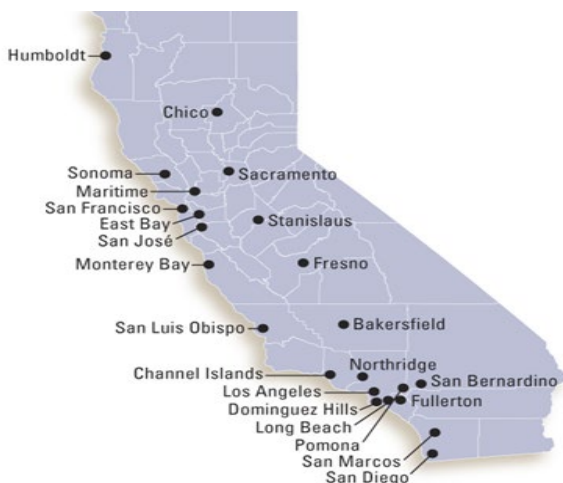 Humboldt
Chico
Sonoma
Sacramento
Maritime
San Francisco
East Bay
Stanislaus
San José
Monterey Bay
Fresno
San Luis Obispo
Bakersfield
Channel Islands
Northridge
San Bernardino
Los Angeles
Dominguez Hills
Fullerton
Long Beach
Pomona
San Marcos
San Diego